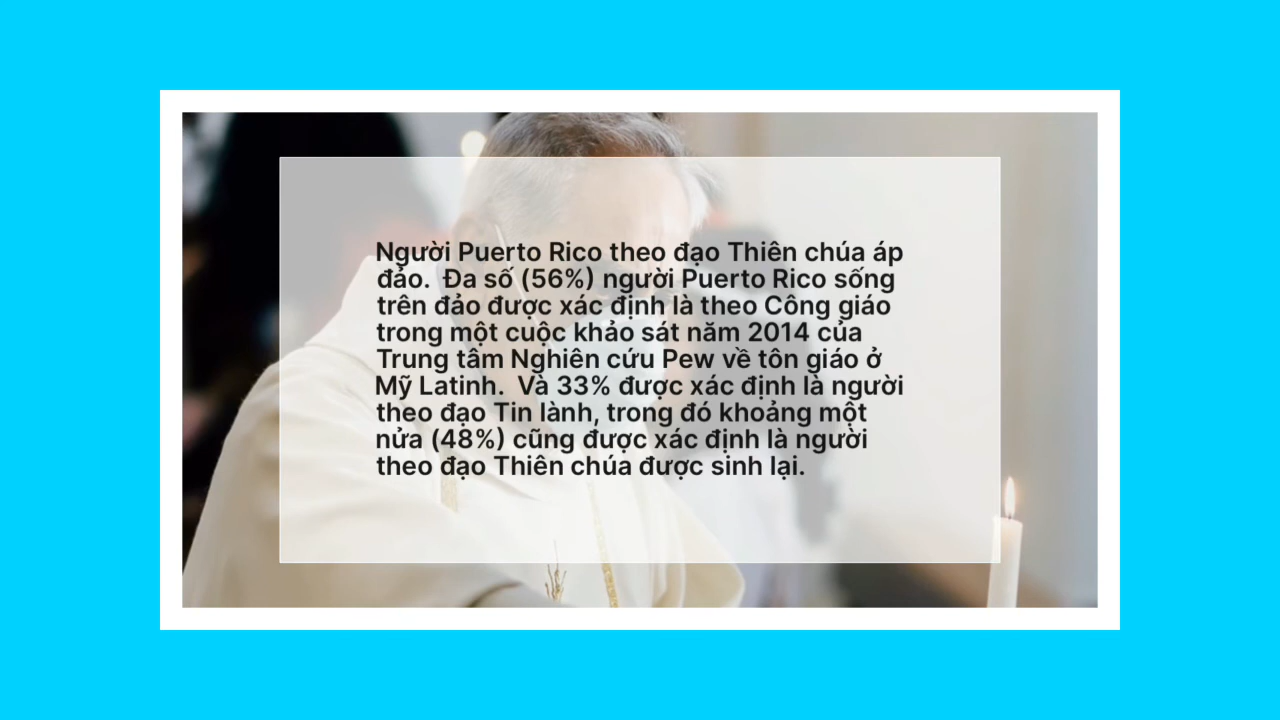 Người Puerto Rico theo đạo Thiên chúa áp
đảo.  Đa số (56%) người Puerto Rico sống
trên đảo được xác định là theo Công giáo
trong một cuộc khảo sát năm 2014 của
Trung tâm Nghiên cứu Pew về tôn giáo ở
Mỹ Latinh.  Và 33% được xác định là người
theo đạo Tin lành, trong đó khoảng một
nửa (48%) cũng được xác định là người
theo đạo Thiên chúa được sinh lại.